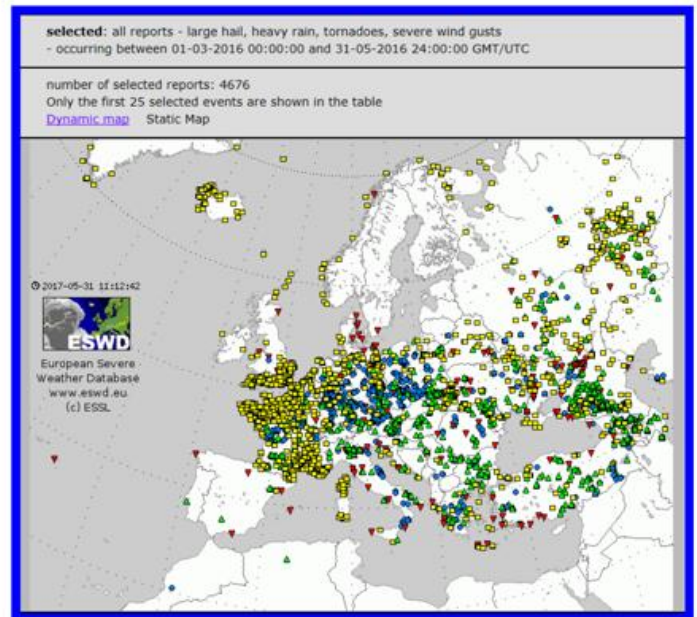 selected: all reports - large hail, heavy rain, tornadoes, severe wind gusts
- occurring between 01-03-2016 00:00:00 and 31-05-2016 24:00:00 GMT/UTC
number of selected reports: 4676
Only the first 25 selected events are shown in the table
Dynamic map Static Map
2017-05-31 11:12:42
ESWD
European Severe
Weather Database
www.eswd.eu
(c) ESSL